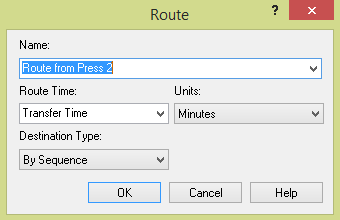 Route
?
Name:
Route from Press 2
Route Time:
Units:
Transfer Time
Minutes
Destination Type:
By Sequence
OK
Cancel
Help